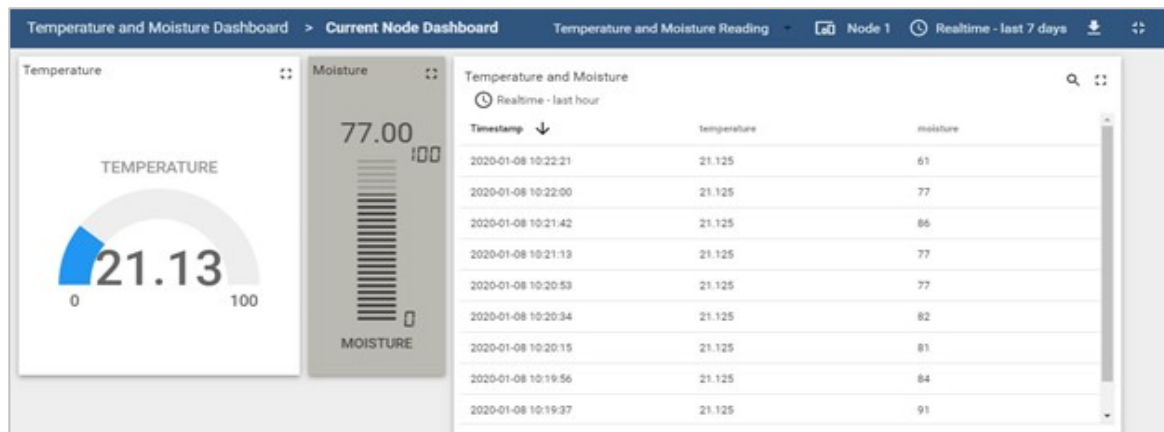 Temperature and Moisture Dashboard > Current Node Dashboard Temperature and Moisture Reading Node 1 Realtime - last 7 days
Temperature
TEMPERATURE
21.13
0 100
Moisture
77.00
100
0
MOISTURE
Temperature and Moisture
Realtime - last hour
Timestamp temperature moisture
2020-01-08 10:22:21 21.125 61
2020-01-08 10:22:00 21.125 77
2020-01-08 10:21:42 21.125 86
2020-01-08 10:21:13 21.125 77
2020-01-08 10:20:53 21.125 77
2020-01-08 10:20:34 21.125 82
2020-01-08 10:20:15 21.125 81
2020-01-08 10:19:56 21.125 84
2020-01-08 10:19:37 21.125 91